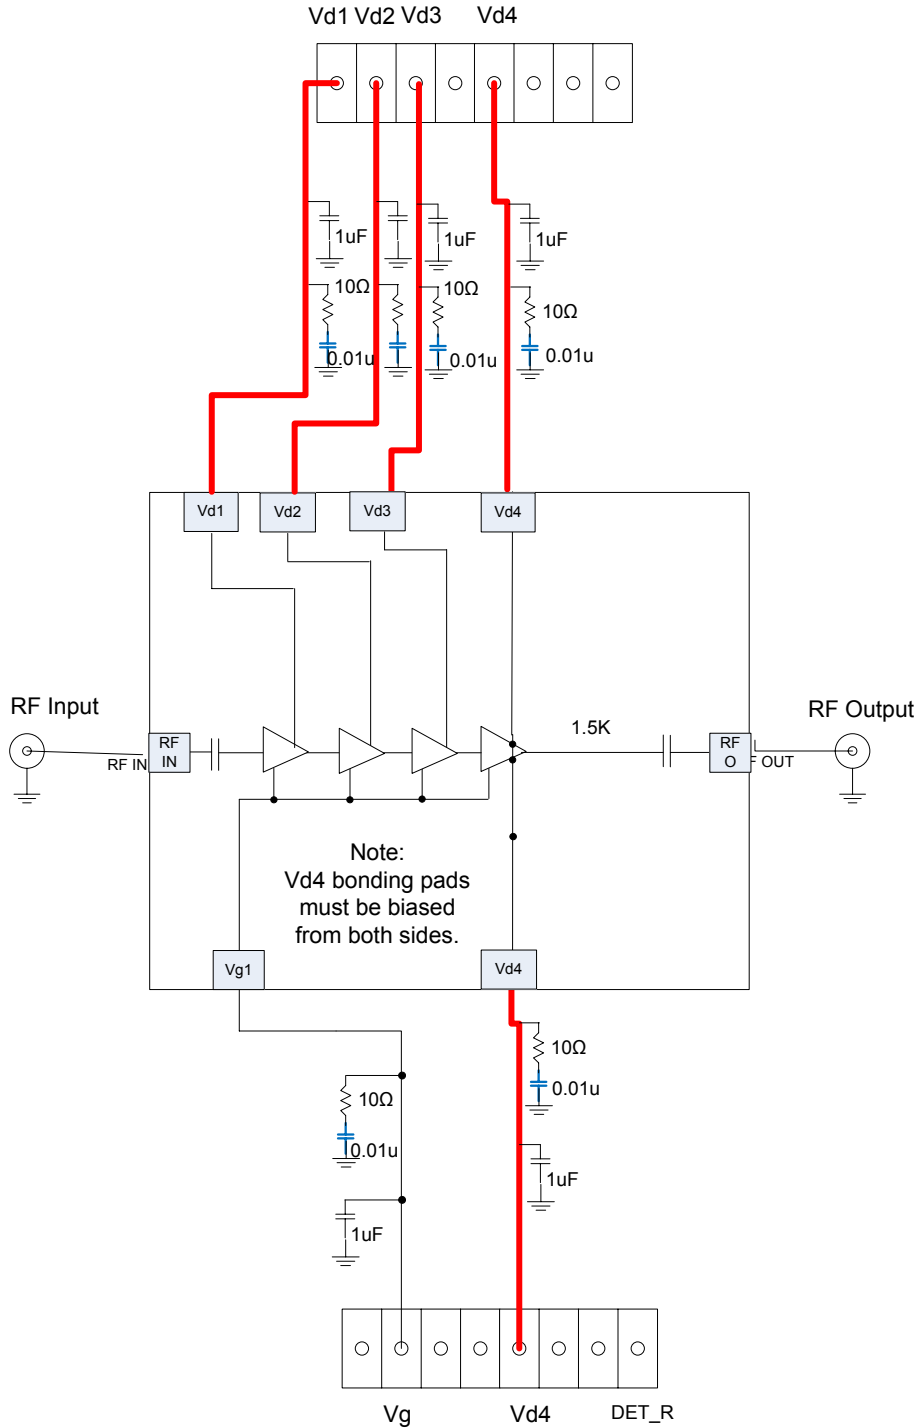 Vd1 Vd2 Vd3 Vd4
1uF 1uF 1uF
10Ω 10Ω 10Ω
0.01u 0.01u 0.01u
Vd1 Vd2 Vd3 Vd4
RF Input
1.5K
RF Output
RF IN
RF
IN
RF
O
OUT
Note:
Vd4 bonding pads
must be biased
from both sides.
Vg1 Vd4
10Ω
0.01u
10Ω
0.01u
1uF
1uF
Vg Vd4 DET_R